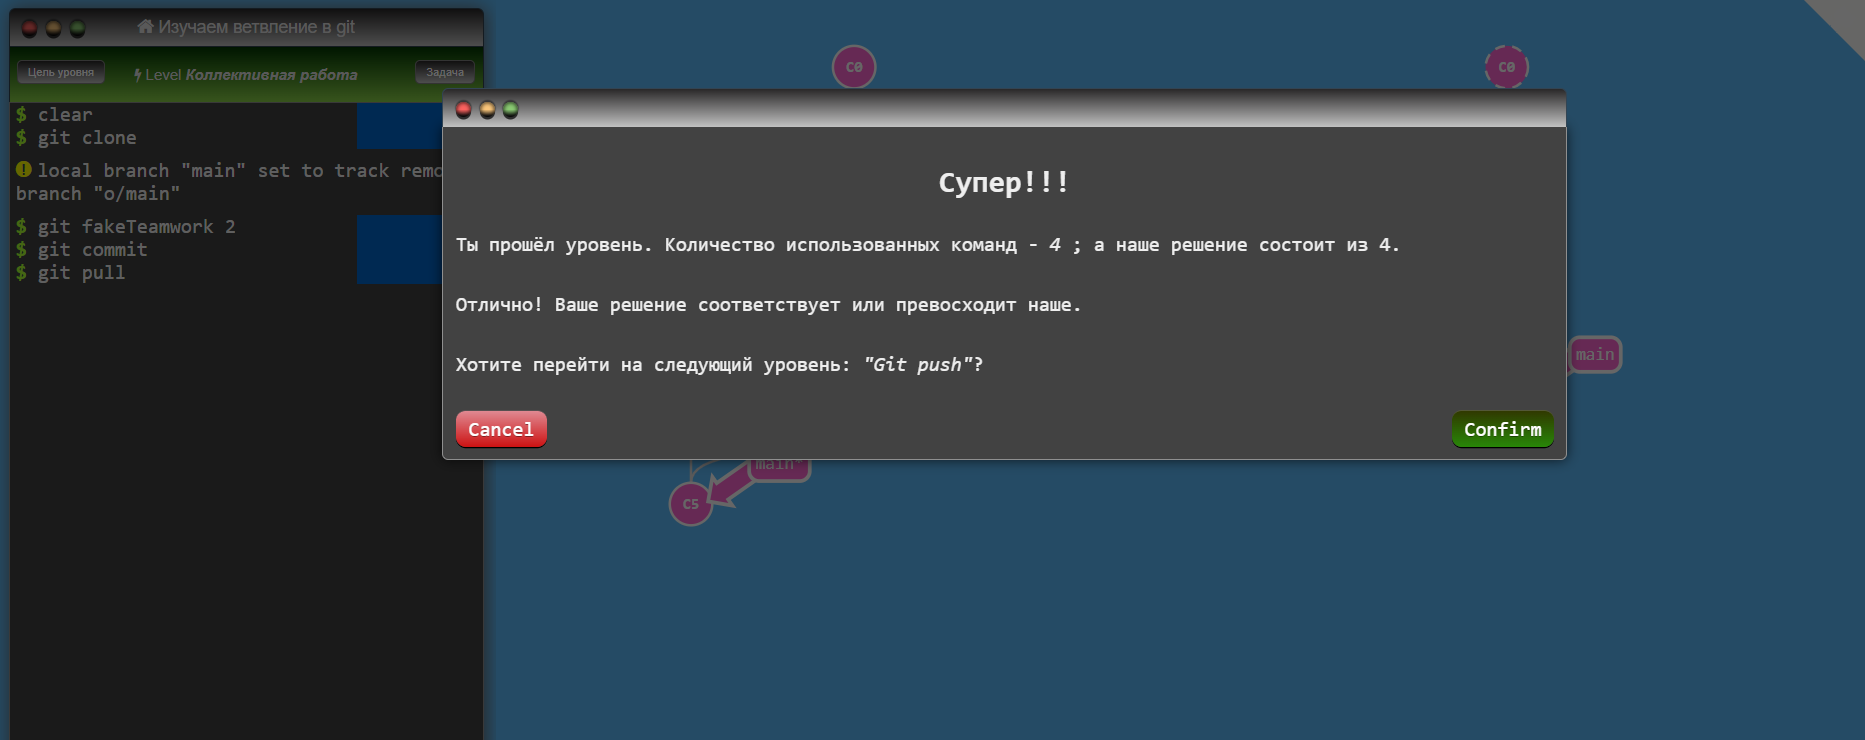 Изучаем ветвление в git
Цель уровня
Level Коллективная работа
Задача
$ clear
$ git clone
local branch "main" set to track remo
branch "o/main"
$ git fakeTeamwork 2
$ git commit
$ git pull
C0
C0
Супер!!!
Ты прошёл уровень. Количество использованных команд - 4 ; а наше решение состоит из 4.
Отлично! Ваше решение соответствует или превосходит наше.
Хотите перейти на следующий уровень: "Git push"?
Cancel
Confirm
main
main*
C5